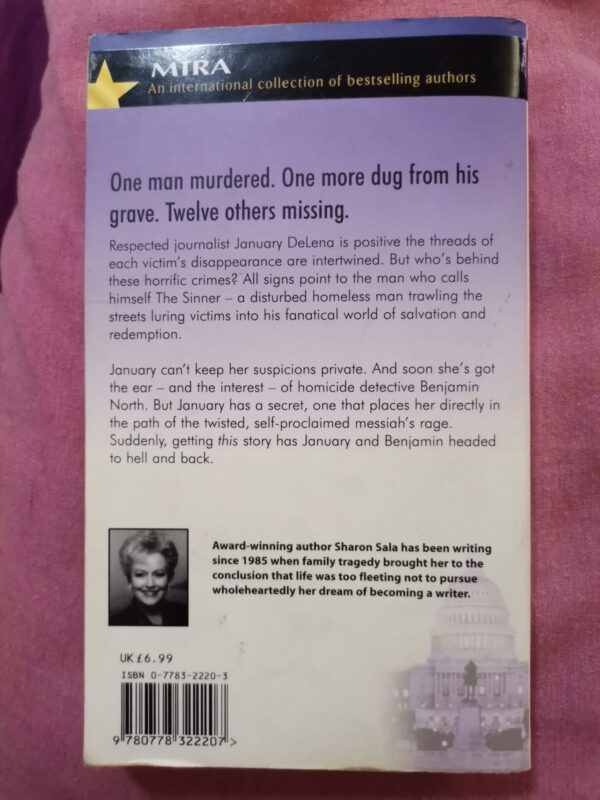 MIRA
An international collection of bestselling authors
One man murdered. One more dug from his
grave. Twelve others missing.
Respected journalist January DeLena is positive the threads of
each victim's disappearance are intertwined. But who's behind
these horrific crimes? All signs point to the man who calls
himself The Sinner – a disturbed homeless man trawling the
streets luring victims into his fanatical world of salvation and
redemption.
January can't keep her suspicions private. And soon she's got
the ear – and the interest – of homicide detective Benjamin
North. But January has a secret, one that places her directly in
the path of the twisted, self-proclaimed messiah's rage.
Suddenly, getting this story has January and Benjamin headed
to hell and back.
Award-winning author Sharon Sala has been writing
since 1985 when family tragedy brought her to the
conclusion that life was too fleeting not to pursue
wholeheartedly her dream of becoming a writer.
UK £6.99
ISBN 0-7783-2220-3
9 780778 322207 >